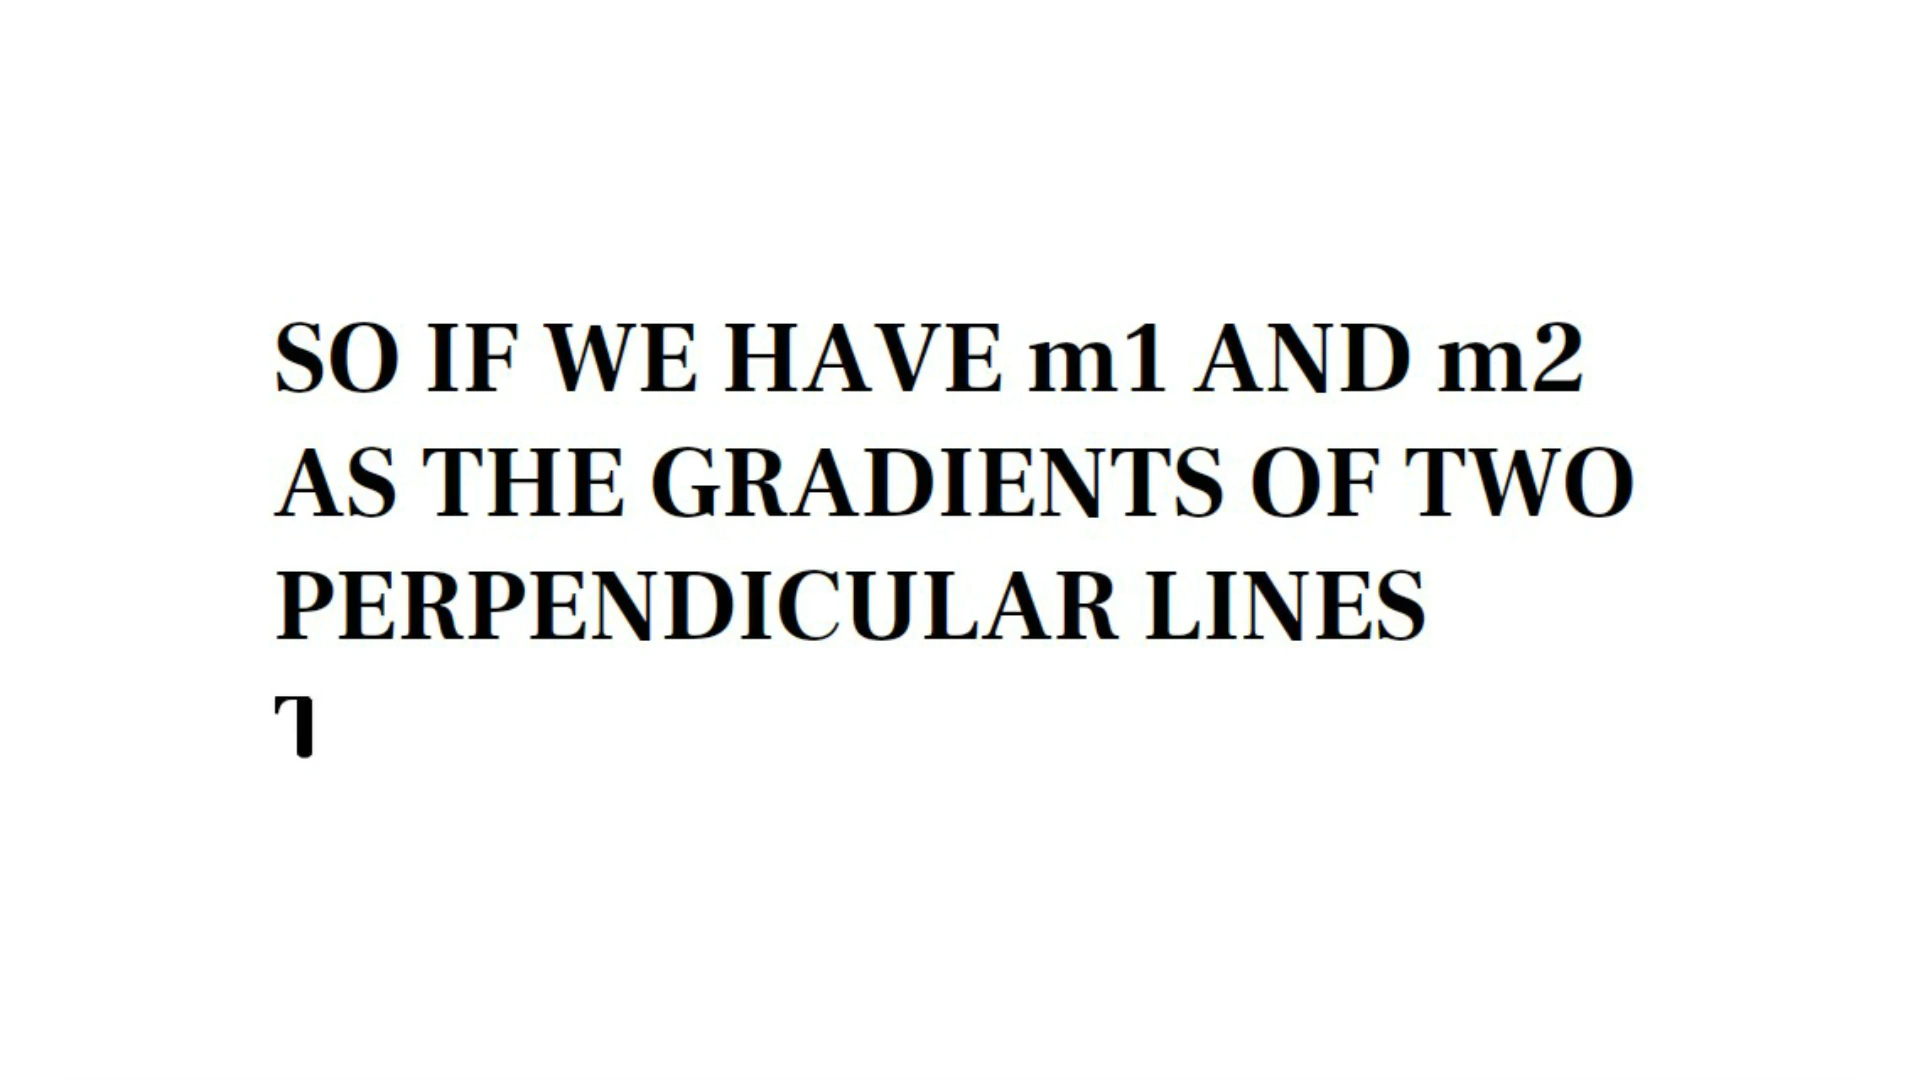 SO IF WE HAVE m1 AND m2
AS THE GRADIENTS OF TWO
PERPENDICULAR LINES